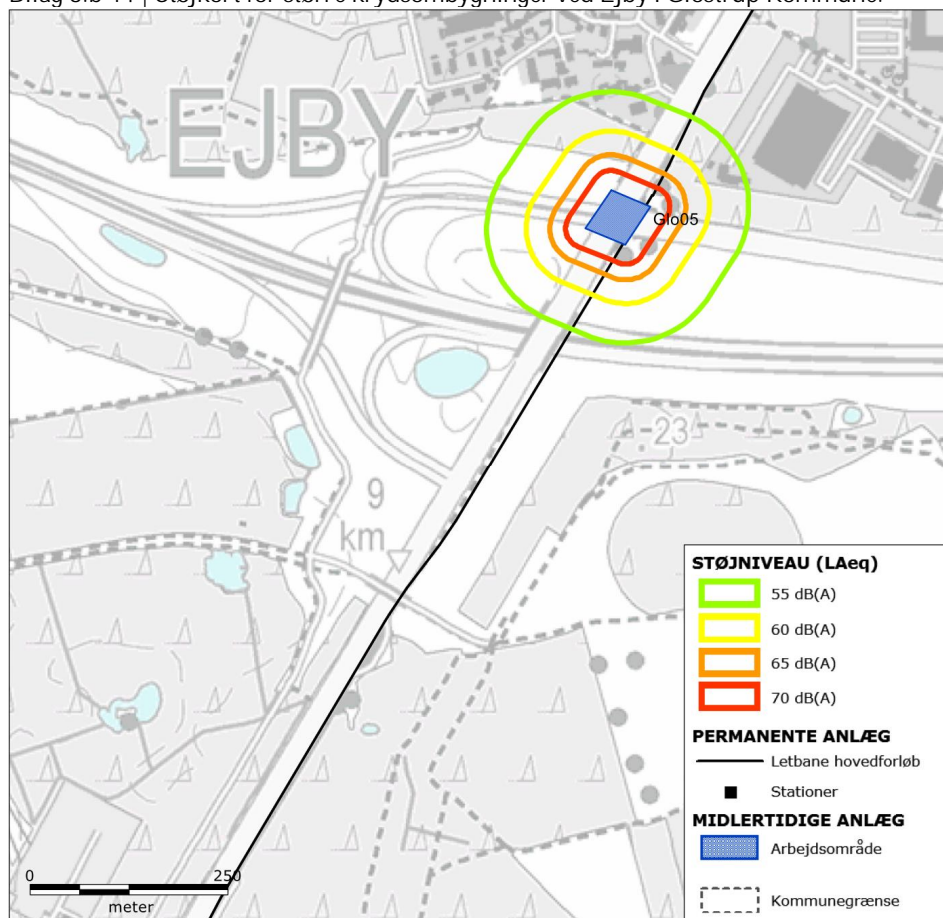 EJBY
Glo05
23
9
km
STØJNIVEAU (LAeq)
55 dB(A)
60 dB(A)
65 dB(A)
70 dB(A)
PERMANENTE ANLÆG
Letbane hovedforløb
Stationer
MIDLERTIDIGE ANLÆG
Arbejdsområde
Kommunegrænse
0 250
meter